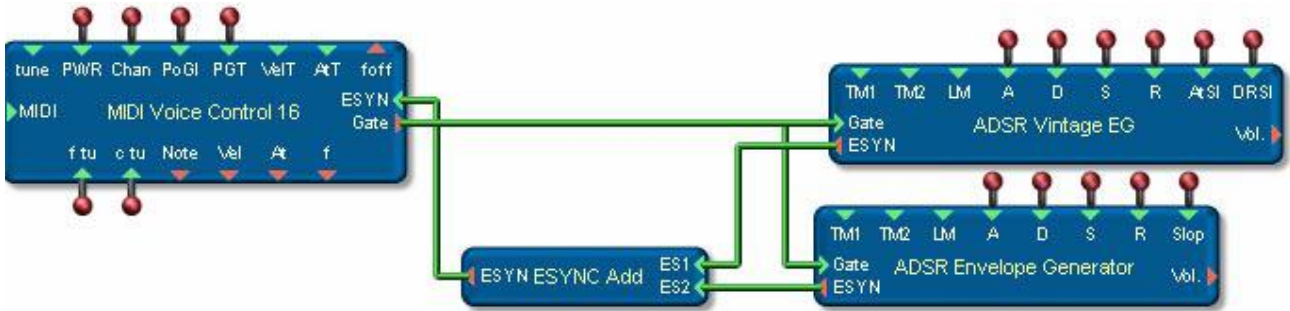 tune PWR Chan PoGl PGT VelT AtT foff
MIDI MIDI Voice Control 16 ESYN
Gate
f tu c tu Note Vel At f
TM1 TM2 LM A D S R AtSl DRSl
Gate ADSR Vintage EG Vol.
ESYN
ESYN ESYNC Add ES1
ES2
TM1 TM2 LM A D S R Slop
Gate ADSR Envelope Generator Vol.
ESYN